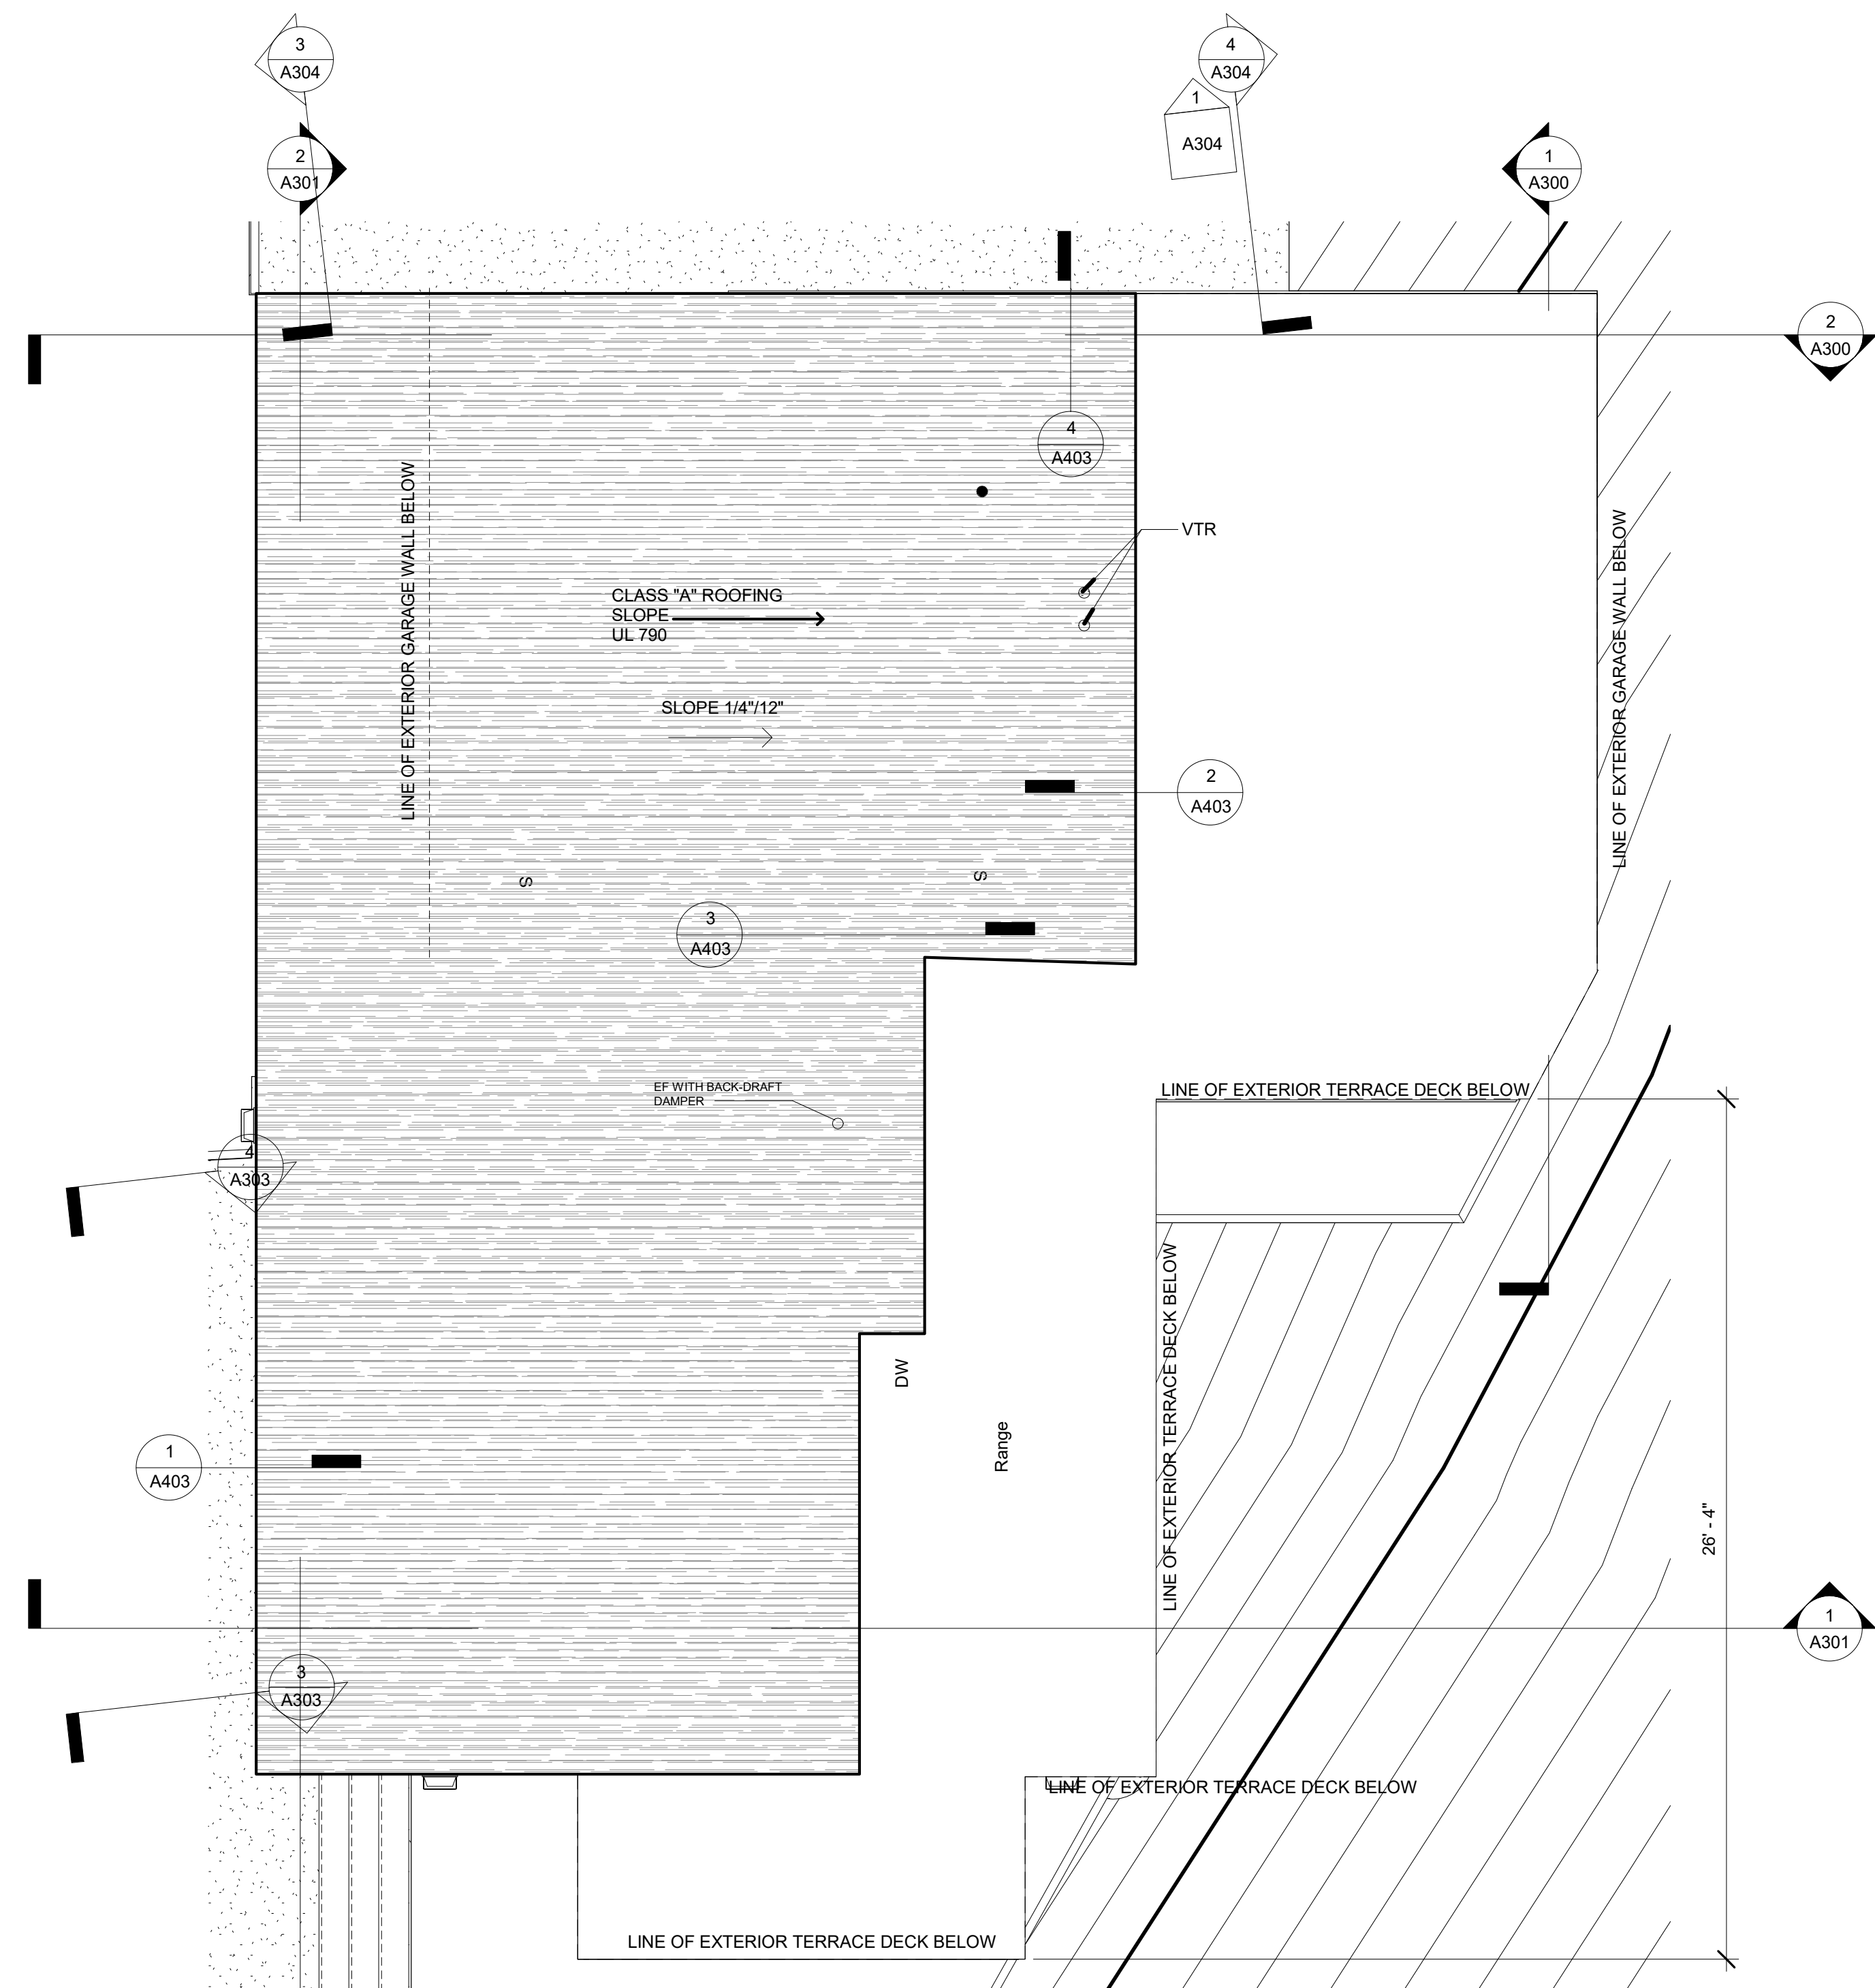 3
A304
4
A304
1
A304
2
A301
1
A300
2
A300
4
A403
LINE OF EXTERIOR GARAGE WALL BELOW
VTR
LINE OF EXTERIOR GARAGE WALL BELOW
CLASS "A" ROOFING
SLOPE
UL 790
SLOPE 1/4"/12"
2
A403
S
S
3
A403
EF WITH BACK-DRAFT
DAMPER
LINE OF EXTERIOR TERRACE DECK BELOW
4
A303
LINE OF EXTERIOR TERRACE DECK BELOW
DW
Range
1
A403
26' - 4"
1
A301
3
A303
LINE OF EXTERIOR TERRACE DECK BELOW
LINE OF EXTERIOR TERRACE DECK BELOW